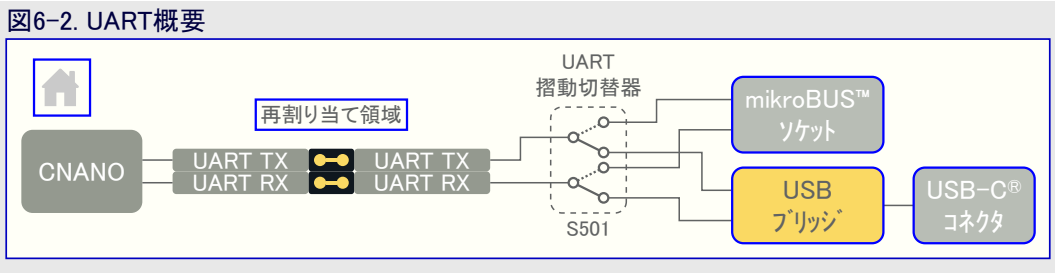 図6-2. UART概要
UART
摺動切替器
再割り当て領域
mikroBUS™
ソケット
CNANO
UART TX
UART TX
UART RX
UART RX
USB
ブリッジ
USB-C®
コネクタ
S501